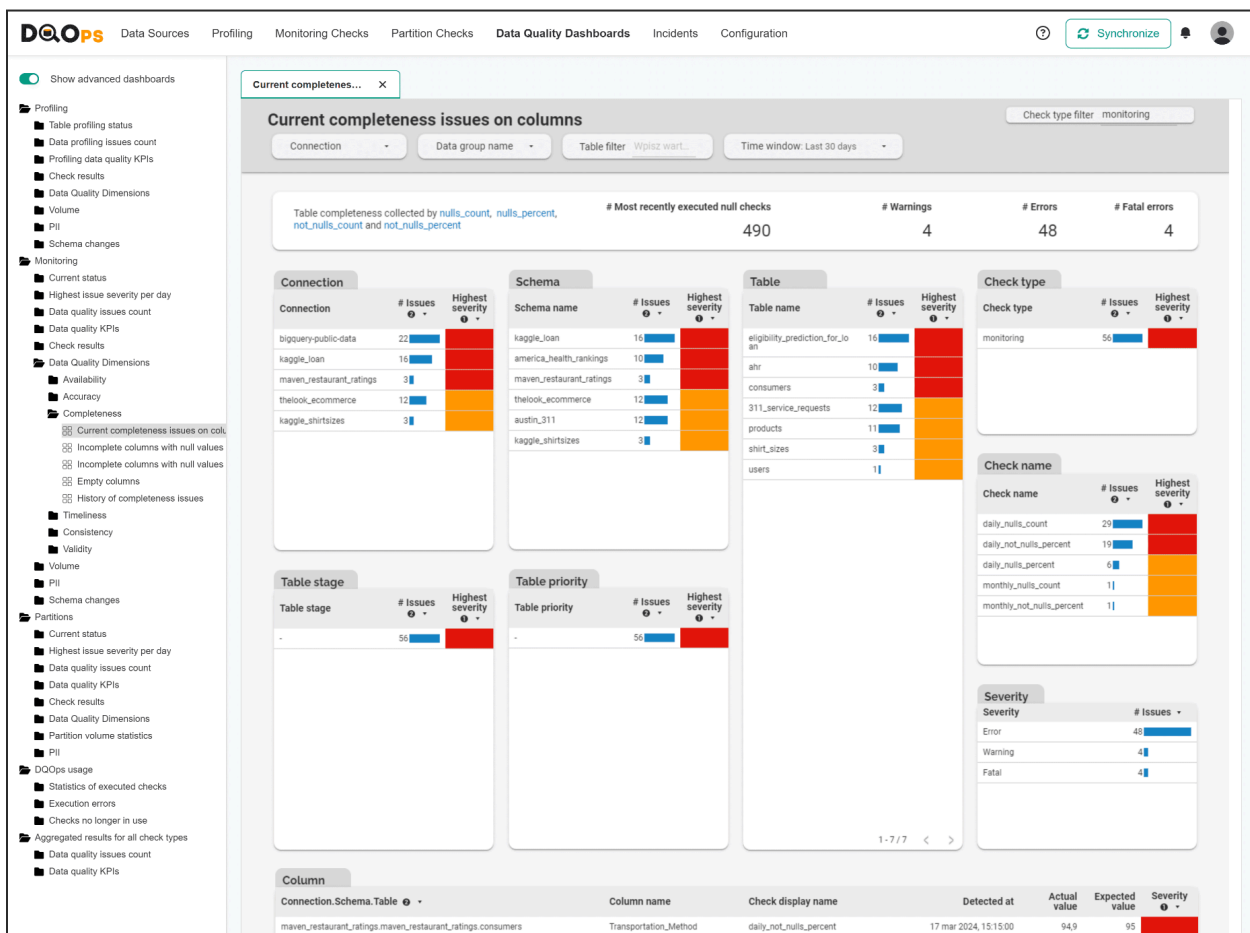 DQOps
Data Sources
Profiling
Monitoring Checks
Partition Checks
Data Quality Dashboards
Incidents
Configuration
Synchronize
Show advanced dashboards
Profiling
Table profiling status
Data profiling issues count
Profiling data quality KPIs
Check results
Data Quality Dimensions
Volume
PII
Schema changes
Monitoring
Current status
Highest issue severity per day
Data quality issues count
Data quality KPIs
Check results
Data Quality Dimensions
Availability
Accuracy
Completeness
Current completeness issues on colu
Incomplete columns with null values
Incomplete columns with null values
Empty columns
History of completeness issues
Timeliness
Consistency
Validity
Volume
PII
Schema changes
Partitions
Current status
Highest issue severity per day
Data quality issues count
Data quality KPIs
Check results
Data Quality Dimensions
Partition volume statistics
PII
DQOps usage
Statistics of executed checks
Execution errors
Checks no longer in use
Aggregated results for all check types
Data quality issues count
Data quality KPIs
Current completenes... X
Current completeness issues on columns
Check type filter monitoring
Connection
Data group name
Table filter Wpisz wart...
Time window: Last 30 days
Table completeness collected by nulls_count, nulls_percent,
not_nulls_count and not_nulls_percent
# Most recently executed null checks
490
# Warnings
4
# Errors
48
# Fatal errors
4
Connection
Connection # Issues 2 Highest severity 1
bigquery-public-data 22
kaggle_loan 16
maven_restaurant_ratings 3
thelook_ecommerce 12
kaggle_shirtsizes 3
Schema
Schema name # Issues 2 Highest severity 1
kaggle_loan 16
america_health_rankings 10
maven_restaurant_ratings 3
thelook_ecommerce 12
austin_311 12
kaggle_shirtsizes 3
Table
Table name # Issues 2 Highest severity 1
eligibility_prediction_for_lo
an 16
ahr 10
consumers 3
311_service_requests 12
products 11
shirt_sizes 3
users 1
1-7/7
Check type
Check type # Issues 2 Highest severity 1
monitoring 56
Check name
Check name # Issues 2 Highest severity 1
daily_nulls_count 29
daily_not_nulls_percent 19
daily_nulls_percent 6
monthly_nulls_count 1
monthly_not_nulls_percent 1
Table stage
Table stage # Issues 2 Highest severity 1
- 56
Table priority
Table priority # Issues 2 Highest severity 1
- 56
Severity
Severity # Issues
Error 48
Warning 4
Fatal 4
Column
Connection.Schema.Table 2 Column name Check display name Detected at Actual value Expected value Severity 1
maven_restaurant_ratings.maven_restaurant_ratings.consumers Transportation_Method daily_not_nulls_percent 17 mar 2024, 15:15:00 94,9 95